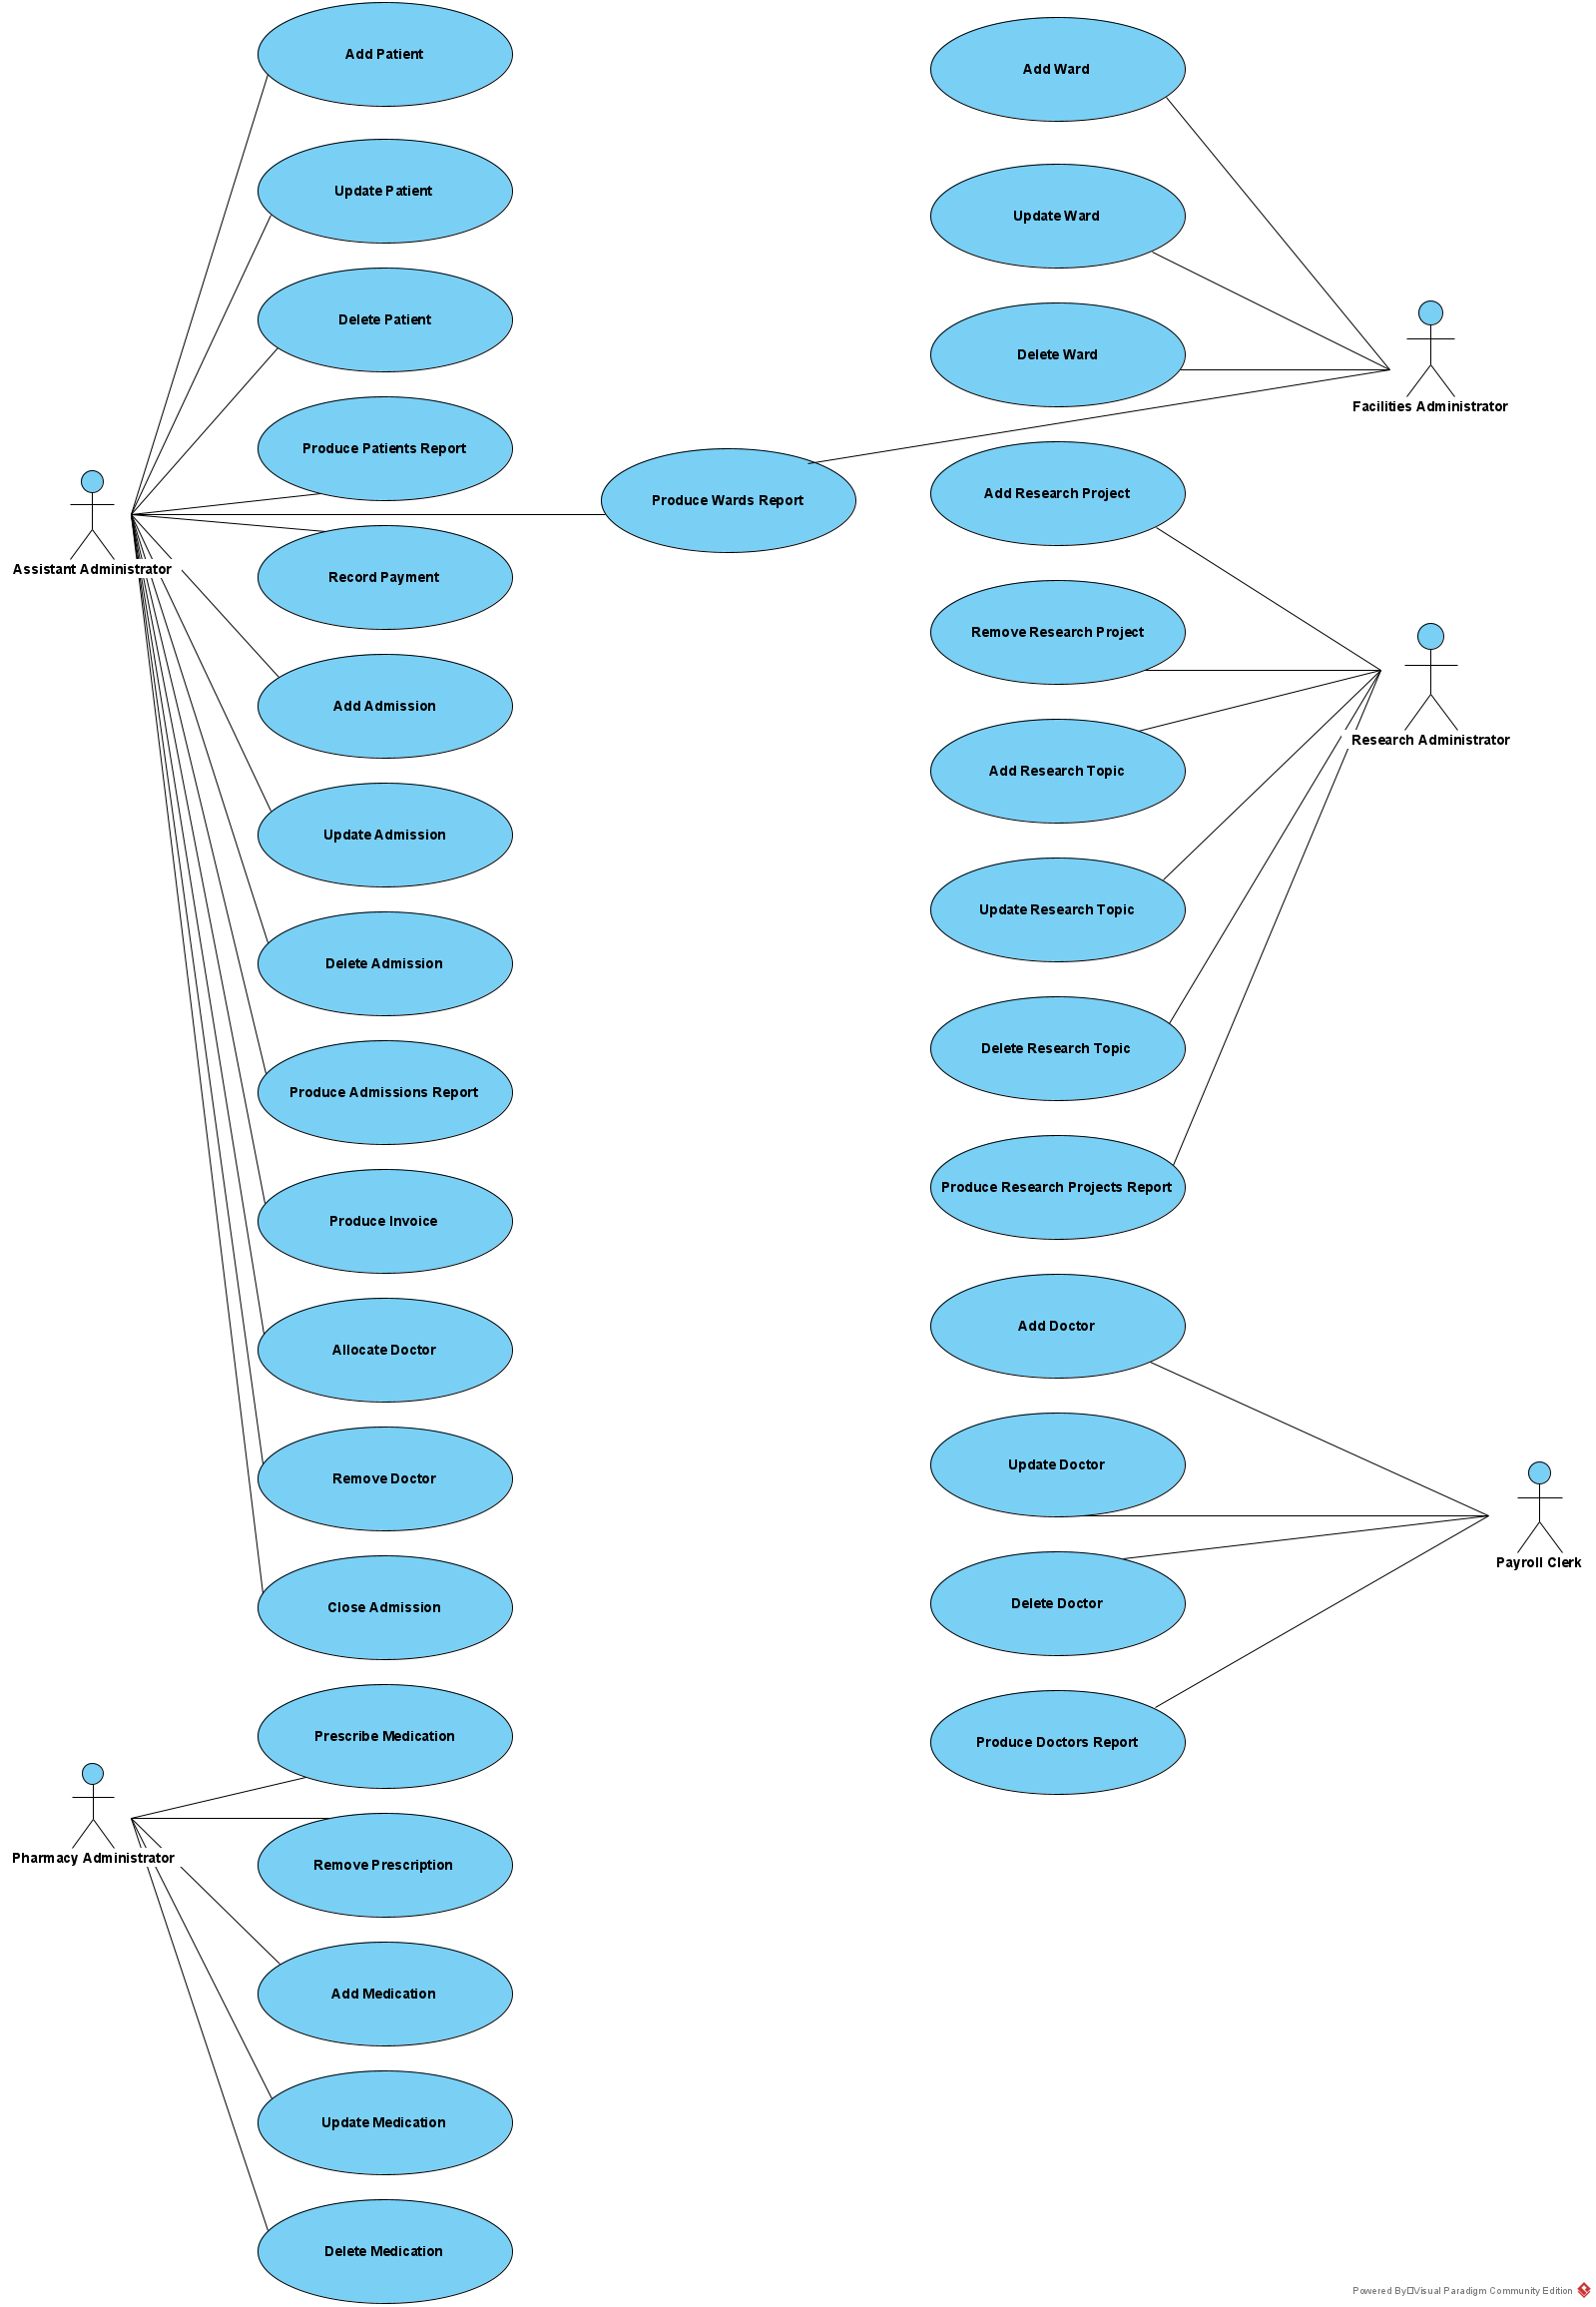 Add Patient
Update Patient
Delete Patient
Produce Patients Report
Assistant Administrator
Record Payment
Add Admission
Update Admission
Delete Admission
Produce Admissions Report
Produce Invoice
Allocate Doctor
Remove Doctor
Close Admission
Prescribe Medication
Pharmacy Administrator
Remove Prescription
Add Medication
Update Medication
Delete Medication
Produce Wards Report
Add Ward
Update Ward
Delete Ward
Facilities Administrator
Add Research Project
Remove Research Project
Research Administrator
Add Research Topic
Update Research Topic
Delete Research Topic
Produce Research Projects Report
Add Doctor
Update Doctor
Payroll Clerk
Delete Doctor
Produce Doctors Report
Powered By Visual Paradigm Community Edition